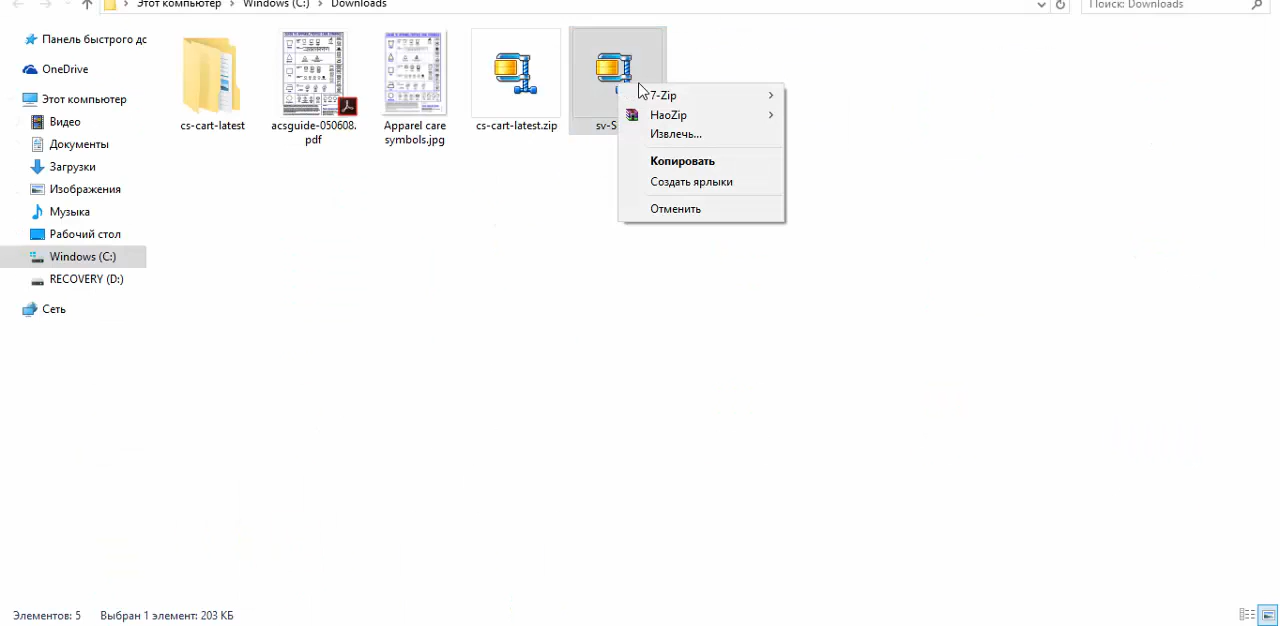 Этот компьютер > Windows (C:) > Downloads
Поиск: Downloads
Панель быстрого дс
OneDrive
Этот компьютер
Видео
Документы
Загрузки
Изображения
Музыка
Рабочий стол
Windows (C:)
RECOVERY (D:)
Сеть
cs-cart-latest
acsguide-050608.
pdf
Apparel care
symbols.jpg
cs-cart-latest.zip
sv-S
7-Zip
HaoZip
Извлечь...
Копировать
Создать ярлыки
Отменить
Элементов: 5
Выбран 1 элемент: 203 КБ